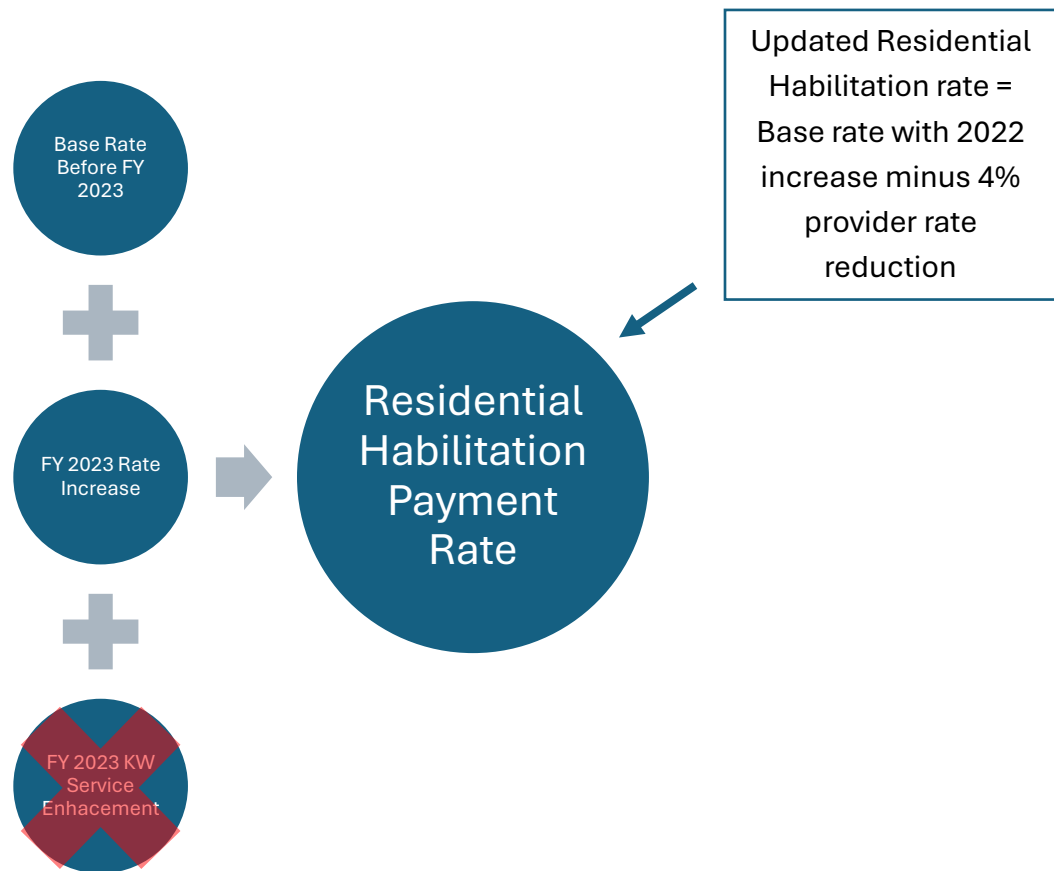 Base Rate
Before FY
2023
FY 2023 Rate
Increase
FY 2023 KW
Service
Enhacement
Residential
Habilitation
Payment
Rate
Updated Residential
Habilitation rate =
Base rate with 2022
increase minus 4%
provider rate
reduction